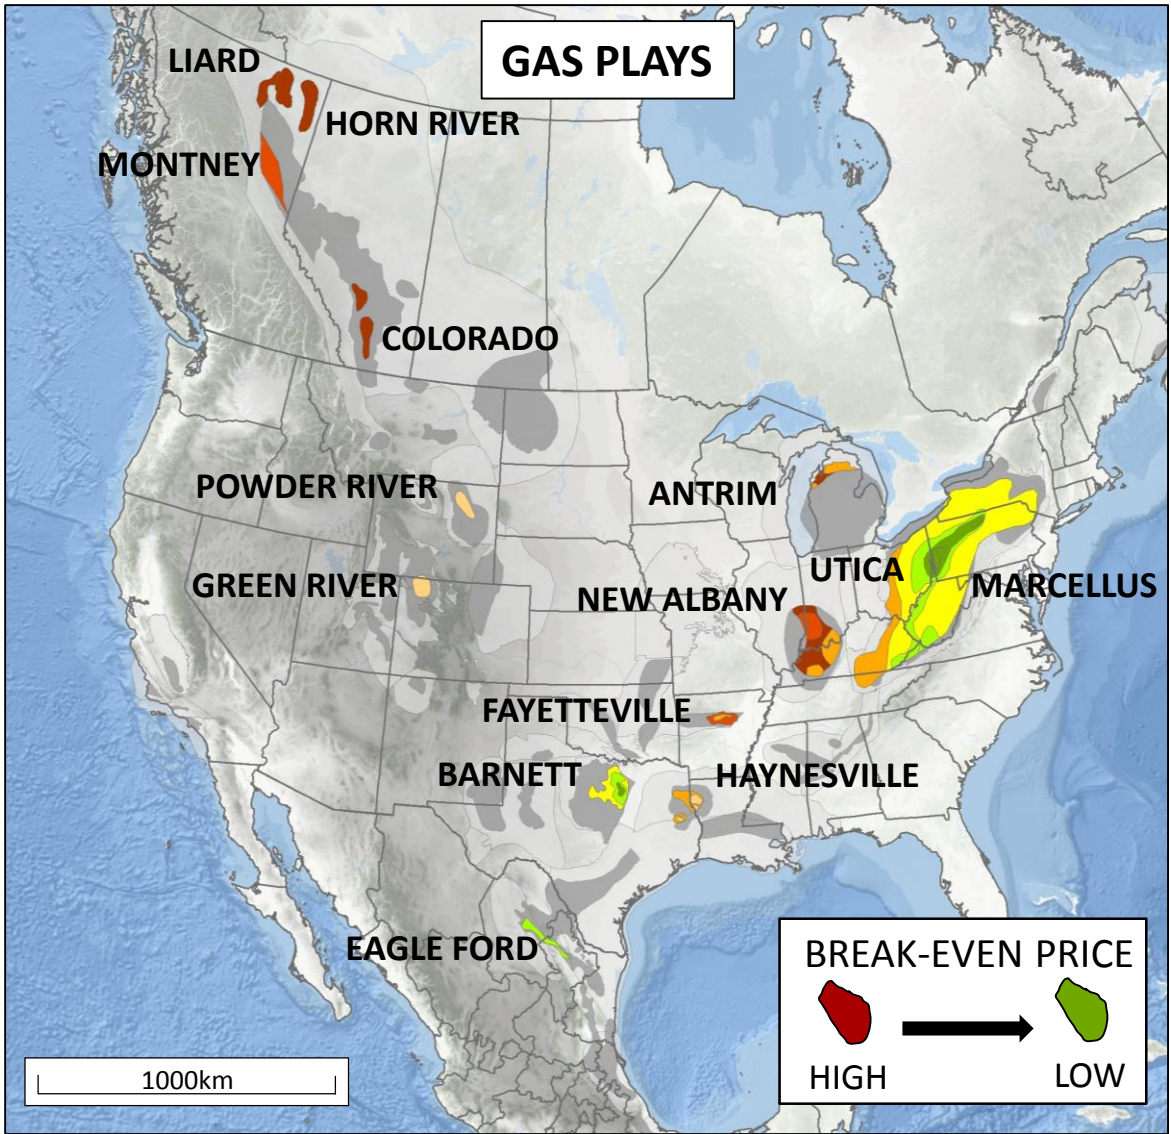 GAS PLAYS
LIARD
HORN RIVER
MONTNEY
COLORADO
POWDER RIVER
ANTRIM
GREEN RIVER
UTICA
MARCELLUS
NEW ALBANY
FAYETTEVILLE
BARNETT
HAYNESVILLE
EAGLE FORD
BREAK-EVEN PRICE
HIGH
LOW
1000km